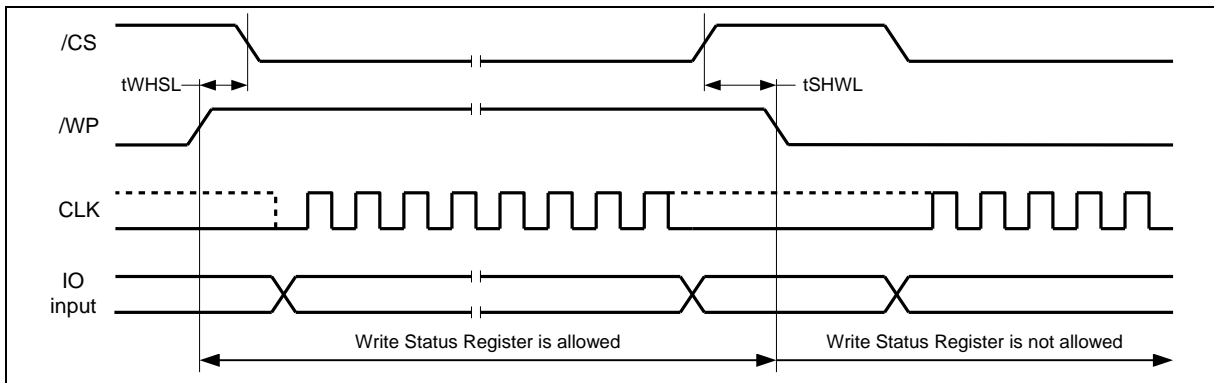 /CS
tWHSL
tSHWL
/WP
CLK
IO
input
Write Status Register is allowed
Write Status Register is not allowed